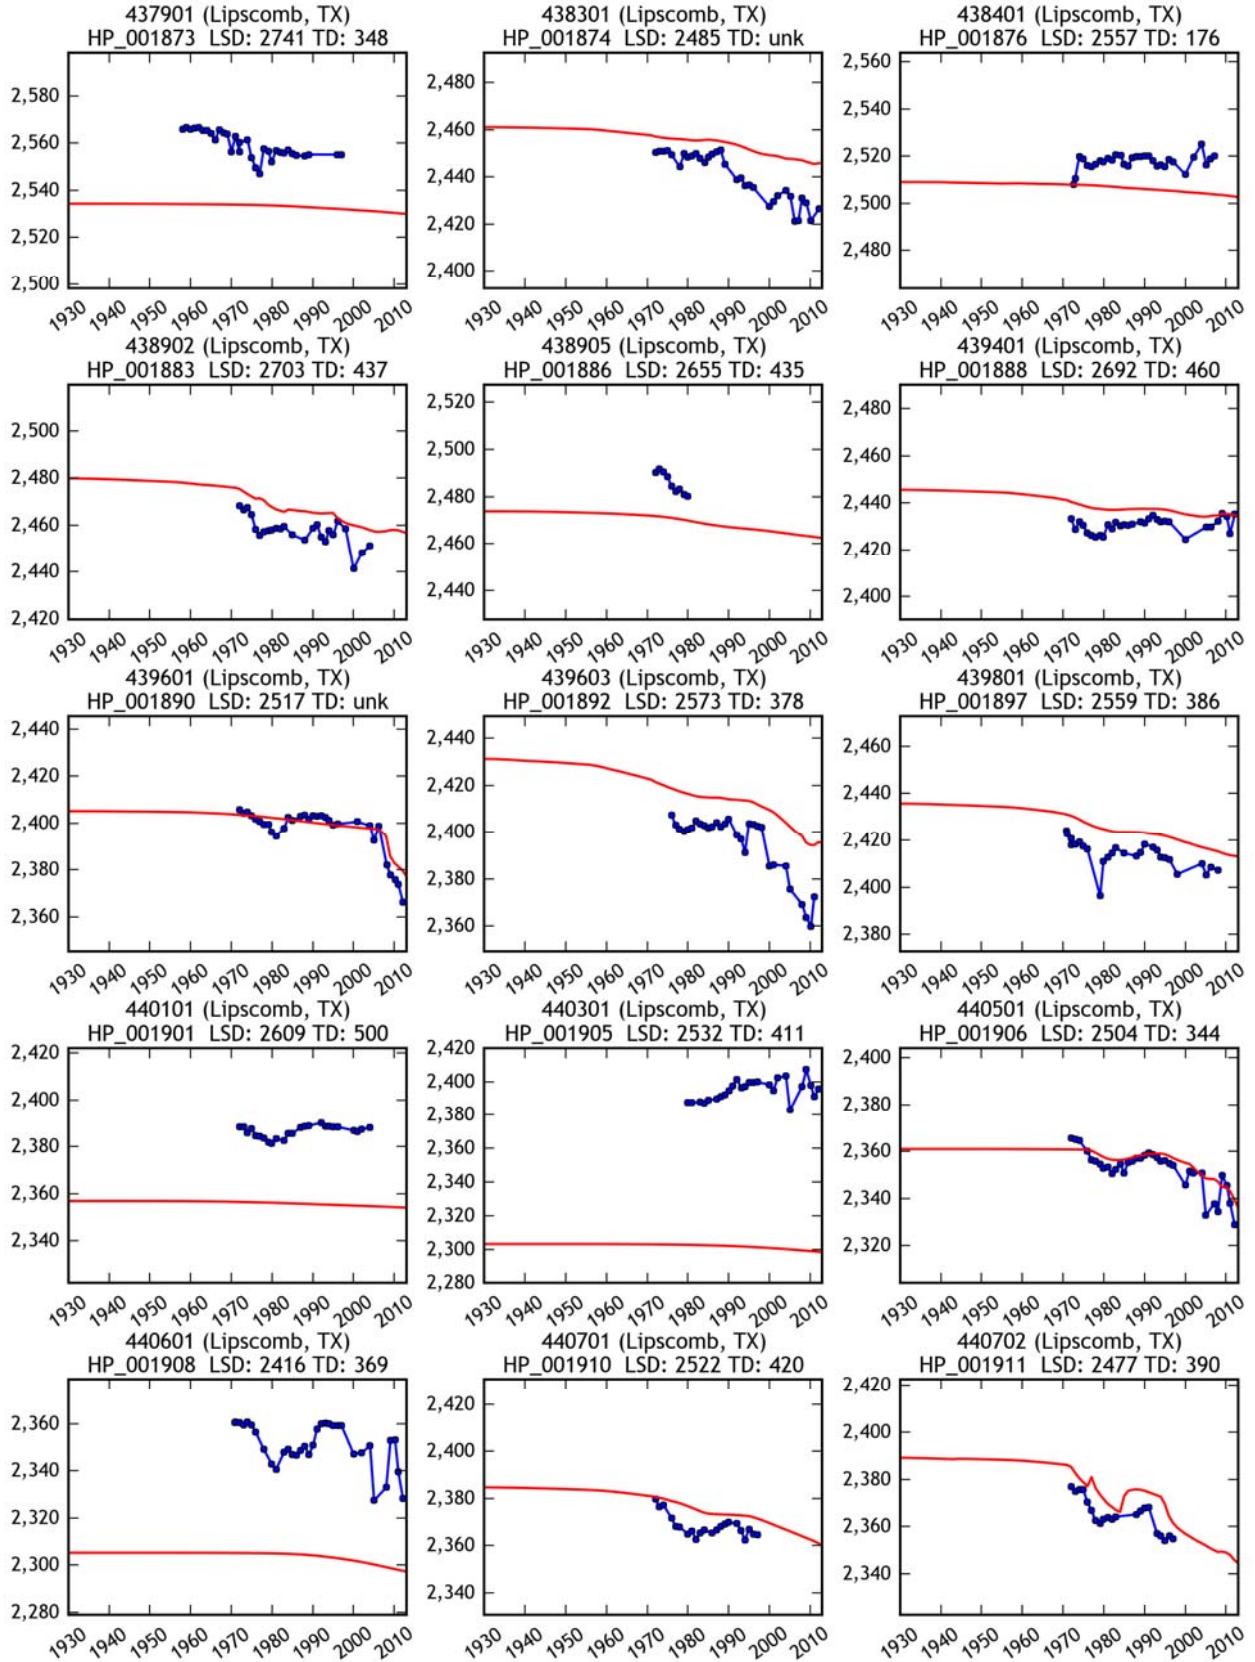 437901 (Lipscomb, TX) 438301 (Lipscomb, TX) 438401 (Lipscomb, TX)
HP_001873 LSD: 2741 TD: 348 HP_001874 LSD: 2485 TD: unk HP_001876 LSD: 2557 TD: 176
2,580 2,560 2,540 2,520 2,500
2,480 2,460 2,440 2,420 2,400
2,560 2,540 2,520 2,500 2,480
1930 1940 1950 1960 1970 1980 1990 2000 2010 1930 1940 1950 1960 1970 1980 1990 2000 2010 1930 1940 1950 1960 1970 1980 1990 2000 2010
438902 (Lipscomb, TX) 438905 (Lipscomb, TX) 439401 (Lipscomb, TX)
HP_001883 LSD: 2703 TD: 437 HP_001886 LSD: 2655 TD: 435 HP_001888 LSD: 2692 TD: 460
2,500 2,480 2,460 2,440 2,420
2,520 2,500 2,480 2,460 2,440
2,480 2,460 2,440 2,420 2,400
1930 1940 1950 1960 1970 1980 1990 2000 2010 1930 1940 1950 1960 1970 1980 1990 2000 2010 1930 1940 1950 1960 1970 1980 1990 2000 2010
439601 (Lipscomb, TX) 439603 (Lipscomb, TX) 439801 (Lipscomb, TX)
HP_001890 LSD: 2517 TD: unk HP_001892 LSD: 2573 TD: 378 HP_001897 LSD: 2559 TD: 386
2,440 2,420 2,400 2,380 2,360
2,440 2,420 2,400 2,380 2,360
2,460 2,440 2,420 2,400 2,380
1930 1940 1950 1960 1970 1980 1990 2000 2010 1930 1940 1950 1960 1970 1980 1990 2000 2010 1930 1940 1950 1960 1970 1980 1990 2000 2010
440101 (Lipscomb, TX) 440301 (Lipscomb, TX) 440501 (Lipscomb, TX)
HP_001901 LSD: 2609 TD: 500 HP_001905 LSD: 2532 TD: 411 HP_001906 LSD: 2504 TD: 344
2,420 2,400 2,380 2,360 2,340
2,420 2,400 2,380 2,360 2,340 2,320 2,300 2,280
2,400 2,380 2,360 2,340 2,320
1930 1940 1950 1960 1970 1980 1990 2000 2010 1930 1940 1950 1960 1970 1980 1990 2000 2010 1930 1940 1950 1960 1970 1980 1990 2000 2010
440601 (Lipscomb, TX) 440701 (Lipscomb, TX) 440702 (Lipscomb, TX)
HP_001908 LSD: 2416 TD: 369 HP_001910 LSD: 2522 TD: 420 HP_001911 LSD: 2477 TD: 390
2,360 2,340 2,320 2,300 2,280
2,420 2,400 2,380 2,360 2,340
2,420 2,400 2,380 2,360 2,340
1930 1940 1950 1960 1970 1980 1990 2000 2010 1930 1940 1950 1960 1970 1980 1990 2000 2010 1930 1940 1950 1960 1970 1980 1990 2000 2010